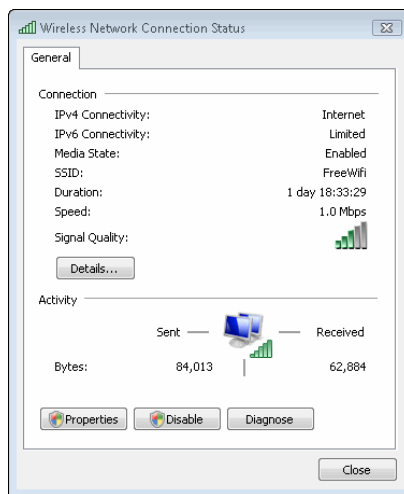 Wireless Network Connection Status
General
Connection
IPv4 Connectivity: Internet
IPv6 Connectivity: Limited
Media State: Enabled
SSID: FreeWifi
Duration: 1 day 18:33:29
Speed: 1.0 Mbps
Signal Quality:
Details...
Activity
Sent Received
Bytes: 84,013 62,884
Properties Disable Diagnose
Close